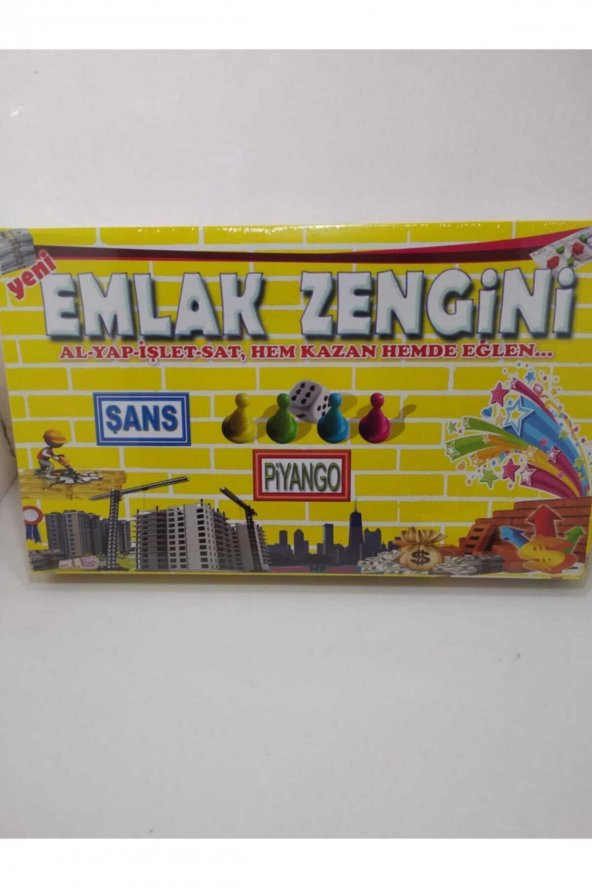 yeni
EMLAK ZENGiNi
AL-YAP-İŞLET-SAT, HEM KAZAN HEMDE EĞLEN...
ŞANS
PiYANGO
$